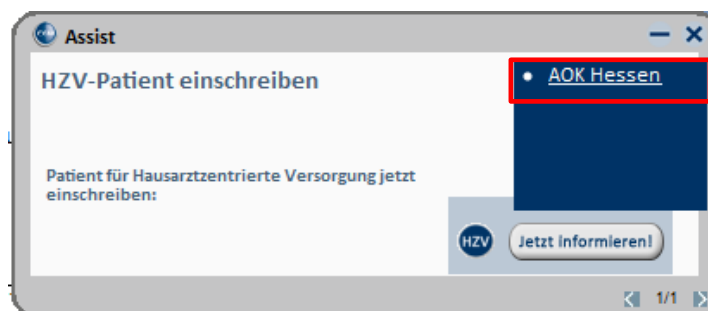 Assist
HZV-Patient einschreiben
• AOK Hessen
Patient für Hausarztzentrierte Versorgung jetzt
einschreiben:
HZV
Jetzt informieren!
1/1